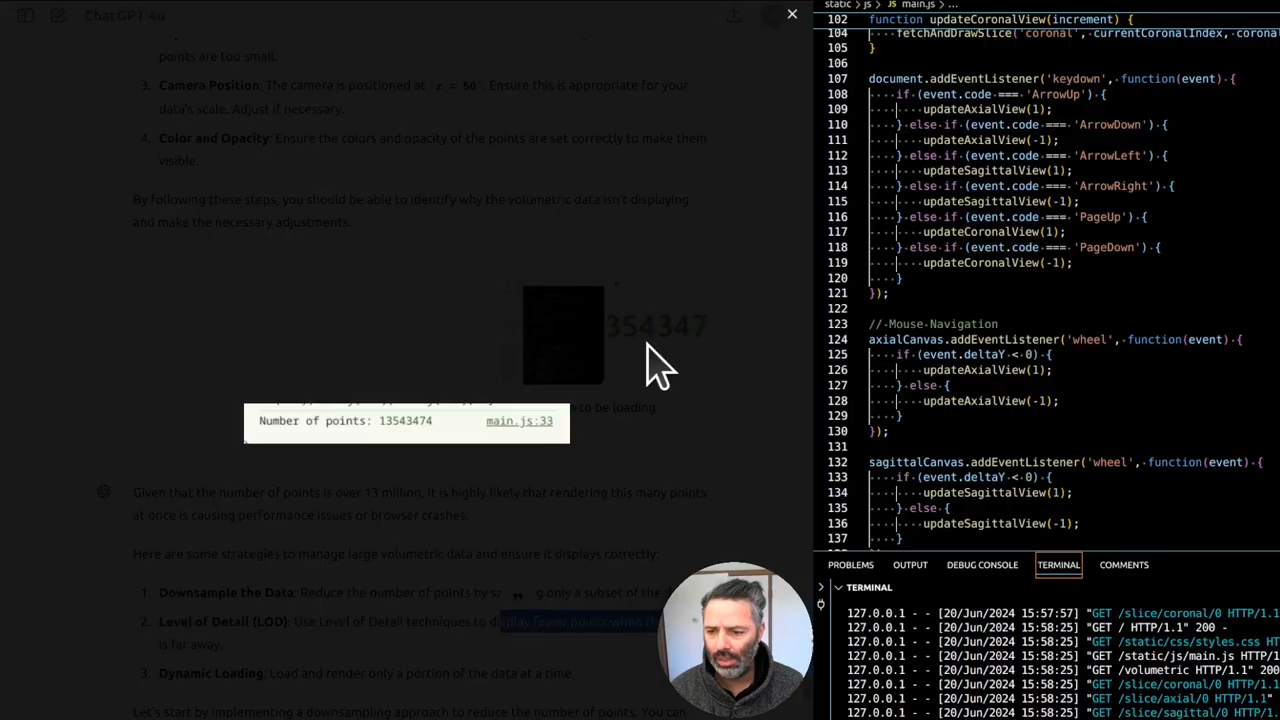 ChatGPT 4o
points are too small.
3. Camera Position: The camera is positioned at `z = 50`. Ensure this is appropriate for your
data's scale. Adjust if necessary.
4. Color and Opacity: Ensure the colors and opacity of the points are set correctly to make them
visible.
By following these steps, you should be able to identify why the volumetric data isn't displaying
and make the necessary adjustments.
354347
to be loading
Number of points: 13543474 main.js:33
Given that the number of points is over 13 million, it is highly likely that rendering this many points
at once is causing performance issues or browser crashes.
Here are some strategies to manage large volumetric data and ensure it displays correctly:
1. Downsample the Data: Reduce the number of points by only a subset of the
2. Level of Detail (LOD): Use Level of Detail techniques to display fewer points when
is far away.
3. Dynamic Loading: Load and render only a portion of the data at a time.
Let's start by implementing a downsampling approach to reduce the number of points. You can
static > js > main.js > ...
102 function updateCoronalView(increment) {
104 fetchAndDrawSlice('coronal', currentCoronalIndex,
105 }
106
107 document.addEventListener('keydown', function(event) {
108 if (event.code === 'ArrowUp') {
109 updateAxialView(1);
110 } else if (event.code === 'ArrowDown') {
111 updateAxialView(-1);
112 } else if (event.code === 'ArrowLeft') {
113 updateSagittalView(1);
114 } else if (event.code === 'ArrowRight') {
115 updateSagittalView(-1);
116 } else if (event.code === 'PageUp') {
117 updateCoronalView(1);
118 } else if (event.code === 'PageDown') {
119 updateCoronalView(-1);
120 }
121 });
122
123 // Mouse Navigation
124 axialCanvas.addEventListener('wheel', function(event) {
125 if (event.deltaY < 0) {
126 updateAxialView(1);
127 } else {
128 updateAxialView(-1);
129 }
130 });
131
132 sagittalCanvas.addEventListener('wheel', function(event) {
133 if (event.deltaY < 0) {
134 updateSagittalView(1);
135 } else {
136 updateSagittalView(-1);
137 }
PROBLEMS OUTPUT DEBUG CONSOLE TERMINAL COMMENTS
TERMINAL
127.0.0.1 - - [20/Jun/2024 15:57:57] "GET /slice/coronal/0 HTTP/1.1
127.0.0.1 - - [20/Jun/2024 15:58:25] "GET / HTTP/1.1" 200 -
127.0.0.1 - - [20/Jun/2024 15:58:25] "GET /static/css/styles.css HTTP
127.0.0.1 - - [20/Jun/2024 15:58:25] "GET /static/js/main.js HTTP/1
127.0.0.1 - - [20/Jun/2024 15:58:25] "GET /volumetric HTTP/1.1" 200
127.0.0.1 - - [20/Jun/2024 15:58:25] "GET /slice/coronal/0 HTTP/1.1
127.0.0.1 - - [20/Jun/2024 15:58:25] "GET /slice/axial/0 HTTP/1.1"
127.0.0.1 - - [20/Jun/2024 15:58:25] "GET /slice/sagittal/0 HTTP/1.